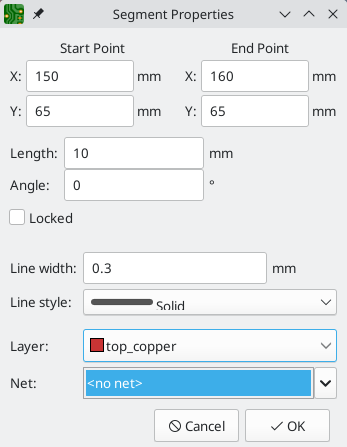 Segment Properties
Start Point End Point
X: 150 mm X: 160 mm
Y: 65 mm Y: 65 mm
Length: 10 mm
Angle: 0 °
Locked
Line width: 0.3 mm
Line style: Solid
Layer: top_copper
Net: <no net>
Cancel OK